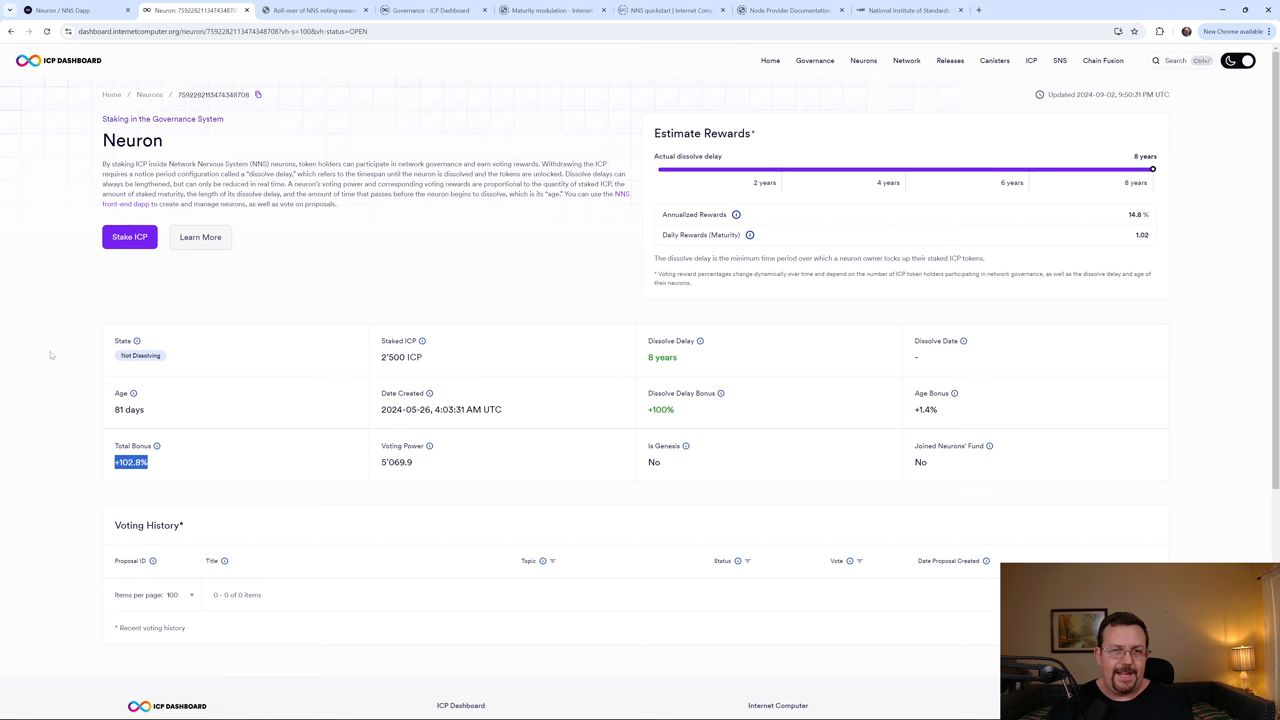 Neuron / NNS Dapp
Neuron: 7592282113474348708
Roll-over of NNS voting reward
Governance - ICP Dashboard
Maturity modulation - Internet
NNS quickstart | Internet Comp
Node Provider Documentation
National Institute of Standards
dashboard.internetcomputer.org/neuron/7592282113474348708?vh-s=100&vh-status=OPEN
New Chrome available
ICP DASHBOARD
Home Governance Neurons Network Releases Canisters ICP SNS Chain Fusion
Search Ctrl+/
Home / Neurons / 7592282113474348708
Updated 2024-09-02, 9:50:31 PM UTC
Staking in the Governance System
Neuron
By staking ICP inside Network Nervous System (NNS) neurons, token holders can participate in network governance and earn voting rewards. Withdrawing the ICP
requires a notice period configuration called a “dissolve delay,” which refers to the timespan until the neuron is dissolved and the tokens are unlocked. Dissolve delays can
always be lengthened, but can only be reduced in real time. A neuron's voting power and corresponding voting rewards are proportional to the quantity of staked ICP, the
amount of staked maturity, the length of its dissolve delay, and the amount of time that passes before the neuron begins to dissolve, which is its “age.” You can use the NNS
front-end dapp to create and manage neurons, as well as vote on proposals.
Stake ICP
Learn More
Estimate Rewards*
Actual dissolve delay 8 years
2 years 4 years 6 years 8 years
Annualized Rewards 14.8 %
Daily Rewards (Maturity) 1.02
The dissolve delay is the minimum time period over which a neuron owner locks up their staked ICP tokens.
* Voting reward percentages change dynamically over time and depend on the number of ICP token holders participating in network governance, as well as the dissolve delay and age of
their neurons.
State Staked ICP Dissolve Delay Dissolve Date
Not Dissolving 2’500 ICP 8 years -
Age Date Created Dissolve Delay Bonus Age Bonus
81 days 2024-05-26, 4:03:31 AM UTC +100% +1.4%
Total Bonus Voting Power Is Genesis Joined Neurons' Fund
+102.8% 5’069.9 No No
Voting History*
Proposal ID Title Topic Status Vote Date Proposal Created
Items per page: 100 0 - 0 of 0 items
* Recent voting history
ICP DASHBOARD
ICP Dashboard
Internet Computer